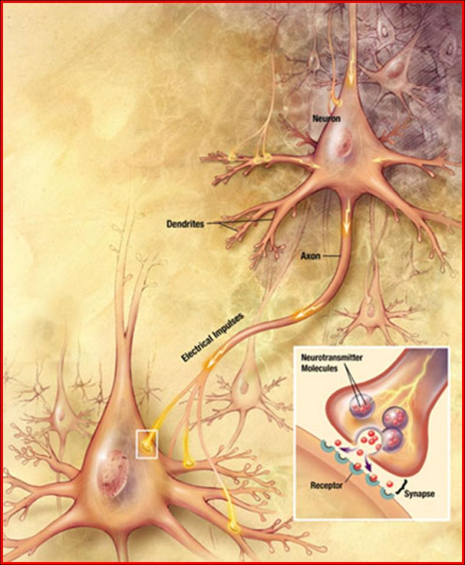 Neuron
Dendrites
Axon
Electrical Impulses
Neurotransmitter
Molecules
Receptor
Synapse